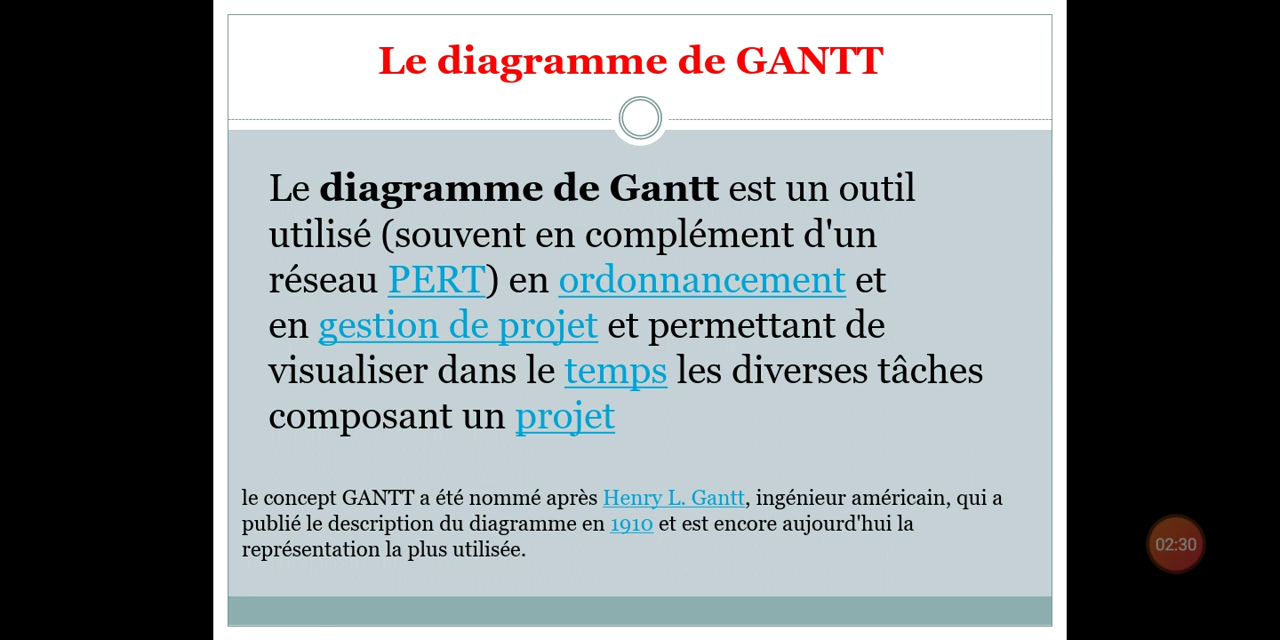 Le diagramme de GANTT
Le diagramme de Gantt est un outil
utilisé (souvent en complément d'un
réseau PERT) en ordonnancement et
en gestion de projet et permettant de
visualiser dans le temps les diverses tâches
composant un projet
le concept GANTT a été nommé après Henry L. Gantt, ingénieur américain, qui a
publié le description du diagramme en 1910 et est encore aujourd'hui la
représentation la plus utilisée.
02:30